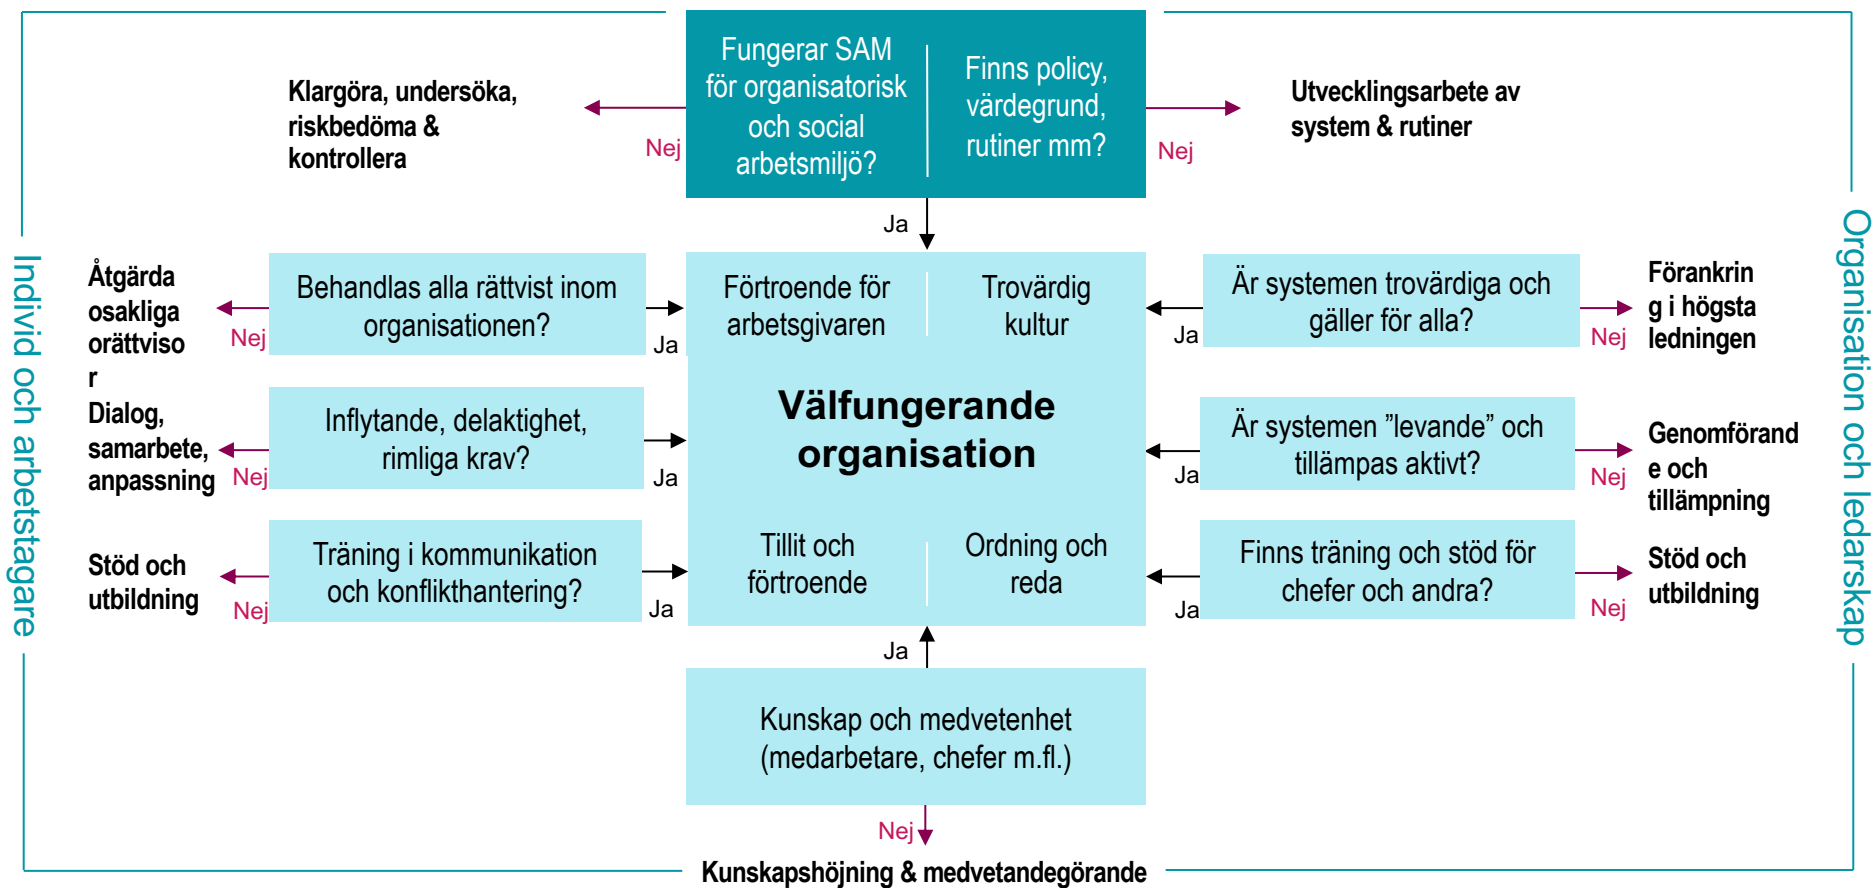 Fungerar SAM
för organisatorisk
och social
arbetsmiljö?
Finns policy,
värdegrund,
rutiner mm?
Klargöra, undersöka,
riskbedöma &
kontrollera
Nej
Nej
Utvecklingsarbete av
system & rutiner
Ja
Individ och arbetstagare
Organisation och ledarskap
Åtgärda
osakliga
orättviso
r
Nej
Behandlas alla rättvist inom
organisationen?
Ja
Förtroende för
arbetsgivaren
Trovärdig
kultur
Ja
Är systemen trovärdiga och
gäller för alla?
Nej
Förankrin
g i högsta
ledningen
Dialog,
samarbete,
anpassning
Nej
Inflytande, delaktighet,
rimliga krav?
Ja
Välfungerande
organisation
Ja
Är systemen ”levande” och
tillämpas aktivt?
Nej
Genomförand
e och
tillämpning
Stöd och
utbildning
Nej
Träning i kommunikation
och konflikthantering?
Ja
Tillit och
förtroende
Ordning och
reda
Ja
Finns träning och stöd för
chefer och andra?
Nej
Stöd och
utbildning
Ja
Kunskap och medvetenhet
(medarbetare, chefer m.fl.)
Nej
Kunskapshöjning & medvetandegörande